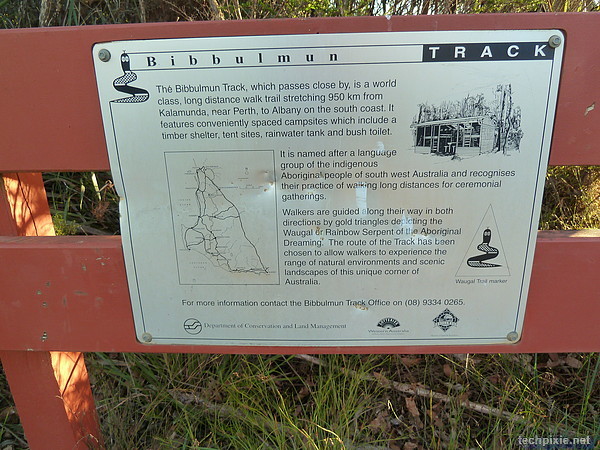 Bibbulmun TRACK
The Bibbulmun Track, which passes close by, is a world
class, long distance walk trail stretching 950 km from
Kalamunda, near Perth, to Albany on the south coast. It
features conveniently spaced campsites which include a
timber shelter, tent sites, rainwater tank and bush toilet.
It is named after a language
group of the indigenous
Aboriginal people of south west Australia and recognises
their practice of walking long distances for ceremonial
gatherings.
Walkers are guided along their way in both
directions by gold triangles depicting the
Waugal or Rainbow Serpent of the Aboriginal
Dreaming. The route of the Track has been
chosen to allow walkers to experience the
range of natural environments and scenic
landscapes of this unique corner of
Australia.
Waugal Trail marker
For more information contact the Bibbulmun Track Office on (08) 9334 0265.
Department of Conservation and Land Management
techpixie.net